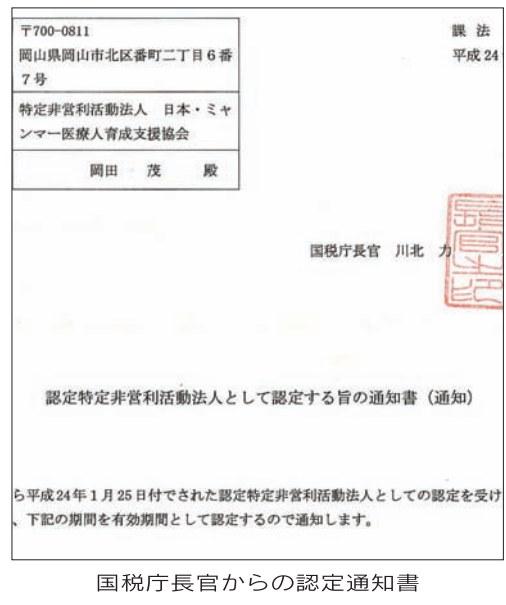 〒700-0811
岡山県岡山市北区番町二丁目6番
7号
特定非営利活動法人 日本・ミャ
ンマー医療人育成支援協会
岡田 茂 殿
課法
平成24
国税庁長官 川北 力
認定特定非営利活動法人として認定する旨の通知書（通知）
ら平成24年1月25日付でされた認定特定非営利活動法人としての認定を受け
、下記の期間を有効期間として認定するので通知します。
国税庁長官からの認定通知書